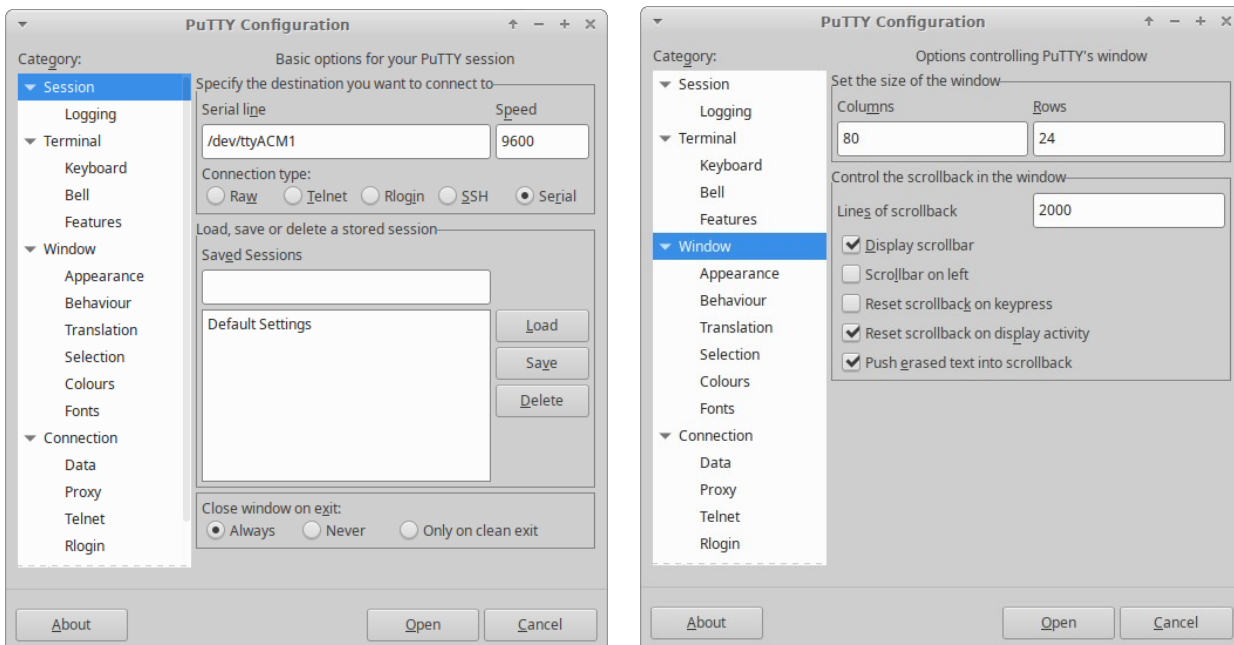 PuTTY Configuration
Category:
Basic options for your PuTTY session
Session
Logging
Terminal
Keyboard
Bell
Features
Window
Appearance
Behaviour
Translation
Selection
Colours
Fonts
Connection
Data
Proxy
Telnet
Rlogin
Specify the destination you want to connect to
Serial line Speed
/dev/ttyACM1 9600
Connection type:
Raw Telnet Rlogin SSH Serial
Load, save or delete a stored session
Saved Sessions
Default Settings
Load
Save
Delete
Close window on exit:
Always Never Only on clean exit
About Open Cancel
PuTTY Configuration
Category:
Options controlling PuTTY's window
Session
Logging
Terminal
Keyboard
Bell
Features
Window
Appearance
Behaviour
Translation
Selection
Colours
Fonts
Connection
Data
Proxy
Telnet
Rlogin
Set the size of the window
Columns Rows
80 24
Control the scrollback in the window
Lines of scrollback 2000
Display scrollbar
Scrollbar on left
Reset scrollback on keypress
Reset scrollback on display activity
Push erased text into scrollback
About Open Cancel